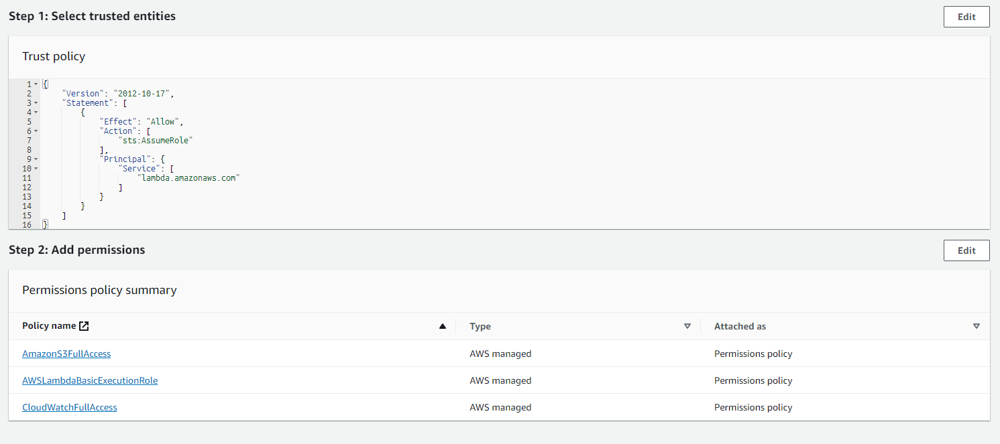 Step 1: Select trusted entities
Edit
Trust policy
1 {
2 "Version": "2012-10-17",
3 "Statement": [
4 {
5 "Effect": "Allow",
6 "Action": [
7 "sts:AssumeRole"
8 ],
9 "Principal": {
10 "Service": [
11 "lambda.amazonaws.com"
12 ]
13 }
14 }
15 ]
16 }
Step 2: Add permissions
Edit
Permissions policy summary
Policy name Type Attached as
AmazonS3FullAccess AWS managed Permissions policy
AWSLambdaBasicExecutionRole AWS managed Permissions policy
CloudWatchFullAccess AWS managed Permissions policy